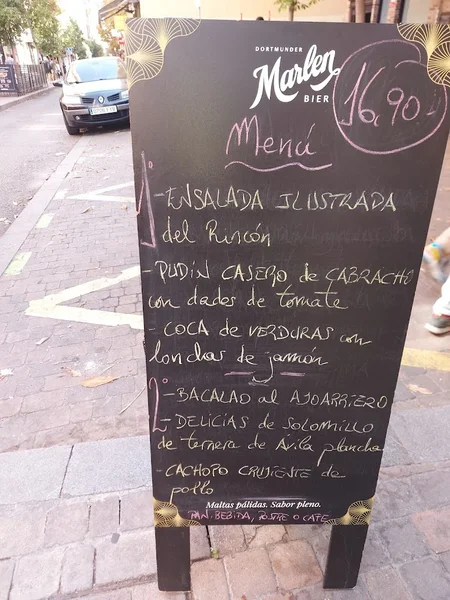 DORTMUNDER
Marlen
BIER
16,90
Menú
1º
-ENSALADA ILUSTRADA
del Rincón
-PUDIN CASERO de CABRACHO
con dados de tomate
-COCA de VERDURAS con
lonchas de jamón
2º
-BACALAO al AJOARRIERO
-DELICIAS de SOLOMILLO
de ternera de Ávila plancha
-CACHOPO CRUJIENTE de
pollo
Maltas pálidas. Sabor pleno.
PAN, BEBIDA, POSTRE O CAFE